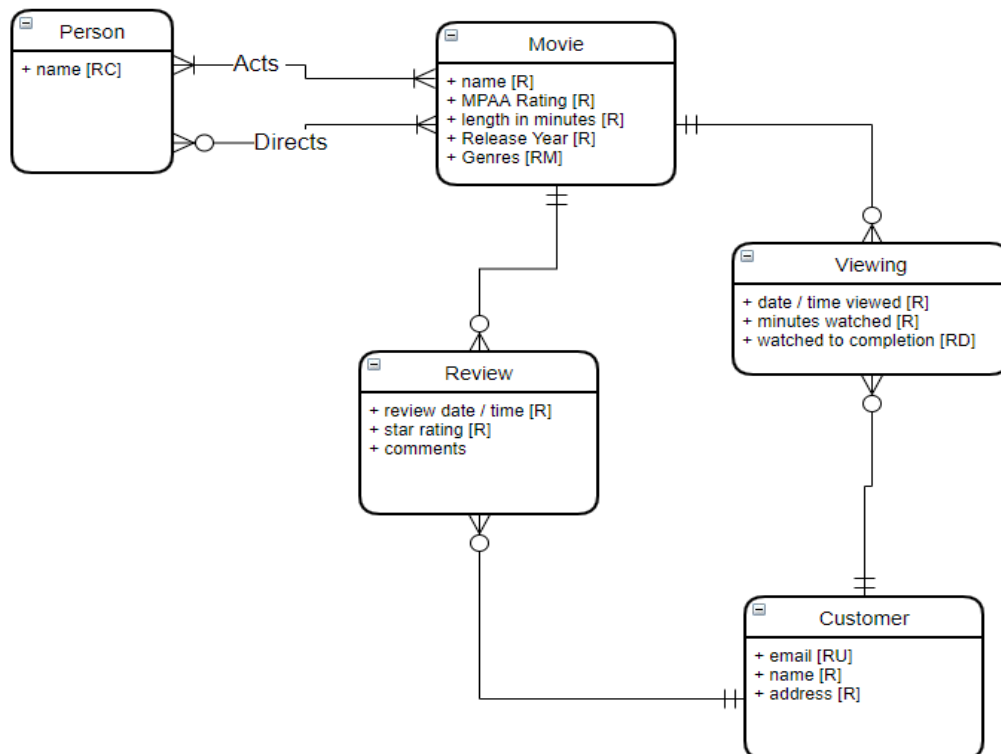 Person
+ name [RC]
Acts
Directs
Movie
+ name [R]
+ MPAA Rating [R]
+ length in minutes [R]
+ Release Year [R]
+ Genres [RM]
Viewing
+ date / time viewed [R]
+ minutes watched [R]
+ watched to completion [RD]
Review
+ review date / time [R]
+ star rating [R]
+ comments
Customer
+ email [RU]
+ name [R]
+ address [R]